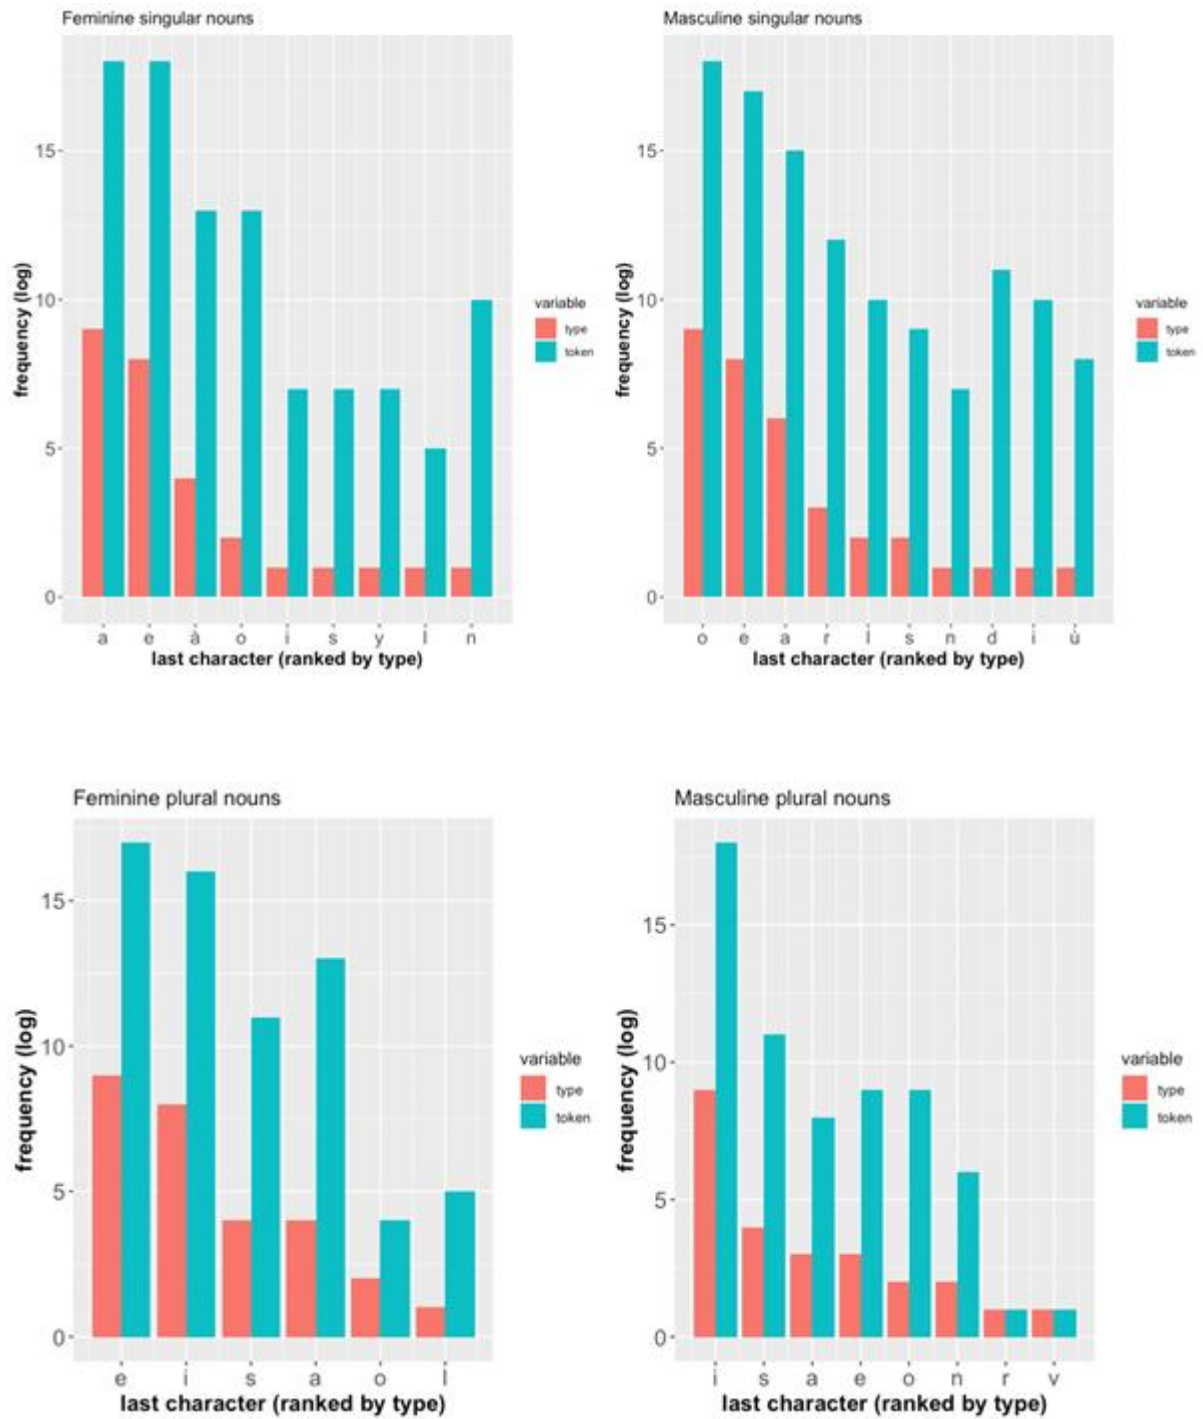 Feminine singular nouns
frequency (log)
15
10
5
0
a e à o i s y l n
last character (ranked by type)
variable
type
token
Masculine singular nouns
frequency (log)
15
10
5
0
o e a r l s n d i ù
last character (ranked by type)
variable
type
token
Feminine plural nouns
frequency (log)
15
10
5
0
e i s a o l
last character (ranked by type)
variable
type
token
Masculine plural nouns
frequency (log)
15
10
5
0
i s a e o n r v
last character (ranked by type)
variable
type
token